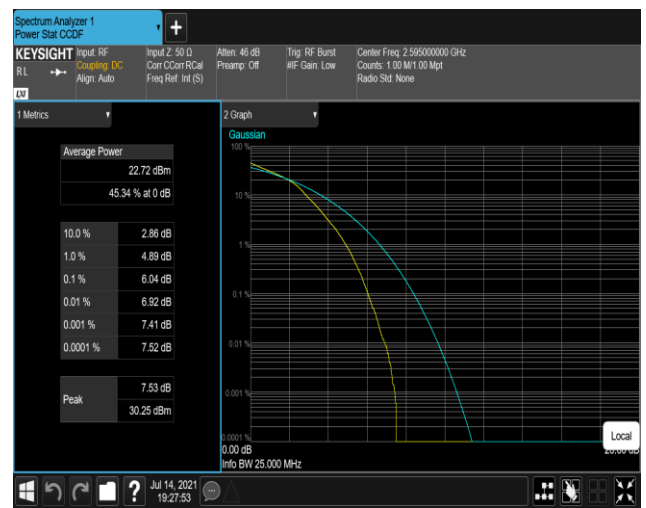 Spectrum Analyzer 1
Power Stat CCDF
+
KEYSIGHT
RL
LXI
Input: RF
Coupling: DC
Align: Auto
Input Z: 50 Ω
Corr CCorr RCal
Freq Ref: Int (S)
Atten: 46 dB
Preamp: Off
Trig: RF Burst
#IF Gain: Low
Center Freq: 2.595000000 GHz
Counts: 1.00 M/1.00 Mpt
Radio Std: None
1 Metrics
Average Power
22.72 dBm
45.34 % at 0 dB
10.0 % 2.86 dB
1.0 % 4.89 dB
0.1 % 6.04 dB
0.01 % 6.92 dB
0.001 % 7.41 dB
0.0001 % 7.52 dB
Peak
7.53 dB
30.25 dBm
2 Graph
Gaussian
100 %
10 %
1 %
0.1 %
0.01 %
0.001 %
0.0001 %
0.00 dB
Info BW 25.000 MHz
Local
?
Jul 14, 2021
19:27:53